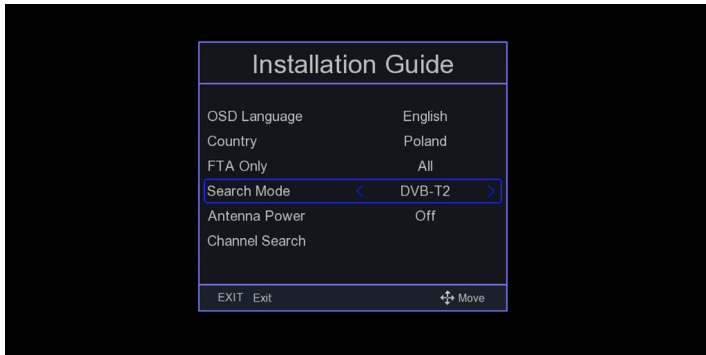 Installation Guide
OSD Language English
Country Poland
FTA Only All
Search Mode DVB-T2
Antenna Power Off
Channel Search
EXIT Exit Move